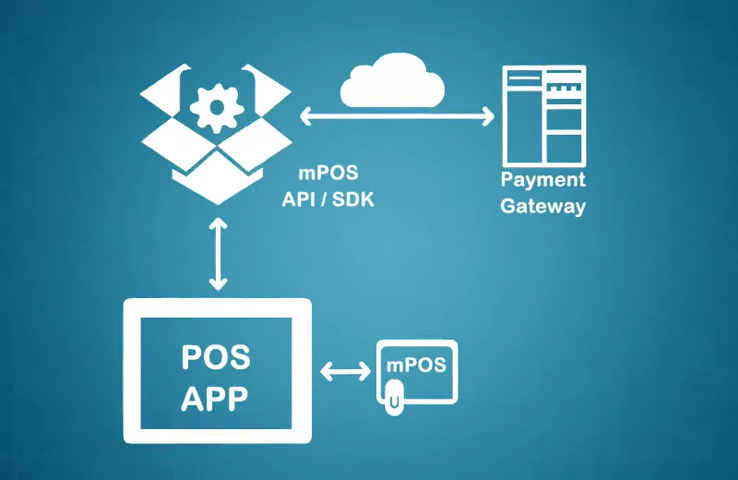 mPOS
API / SDK
Payment
Gateway
POS
APP
mPOS
U